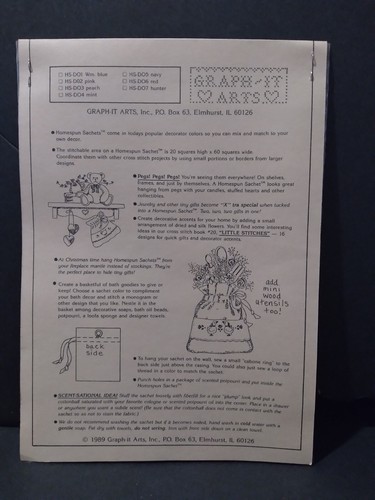 ☐ HS-D01 Wm. blue
☐ HS-D02 pink
☐ HS-D03 peach
☐ HS-D04 mint
☐ HS-D05 navy
☐ HS-D06 red
☐ HS-D07 hunter
GRAPH-IT
ARTS
GRAPH-IT ARTS, Inc., P.O. Box 63, Elmhurst, IL 60126
● Homespun Sachets™ come in todays popular decorator colors so you can mix and match to your
own decor.
● The stitchable area on a Homespun Sachet™ is 20 squares high x 80 squares wide.
Coordinate them with other cross stitch projects by using small portions or borders from larger
designs.
● Pegs! Pegs! Pegs! You're seeing them everywhere! On shelves,
frames, and just by themselves. A Homespun Sachet™ looks great
hanging from pegs with your candles, stuffed hearts and other
collectables.
● Jewelry and other tiny gifts become "X" tra special when tucked
into a Homespun Sachet™. Two, two, two gifts in one!
● Create decorative accents for your home by adding a small
arrangement of dried and silk flowers. You'll find some interesting
ideas in our cross stitch book "LITTLE STITCHES" — 18
designs for quick gifts and decorator accents.
● At Christmas time hang Homespun Sachets™ from
your fireplace mantle instead of stockings. They're
the perfect place to hide tiny gifts!
● Create a basketful of bath goodies to give or
keep! Choose a sachet color to compliment
your bath decor and stitch a monogram or
other design that you like. Nestle it in the
basket among decorative soaps, bath oil beads,
potpourri, a loofa sponge and designer towels.
add
mini
wood
utensils
too!
back
side
● To hang your sachet on the wall, sew a small "cabone ring" to the
back side just above the casing. You could also just sew a loop of
thread in a color to match the sachet.
● Punch holes in a package of scented potpourri and put inside the
Homespun Sachet™
● SCENTSATIONAL IDEA! Stuff the sachet loosely with fiberfill for a nice "plump" look and put a
cottonball saturated with your favorite cologne or scented potpourri oil into the center. Place in a drawer
or anywhere you want a subtle scent! (Be sure that the cottonball does not come in contact with the
sachet so as not to stain the fabric.)
● We do not recommend washing the sachet but if it becomes soiled, hand wash in cold water with a
gentle soap. Pat dry with towels, do not wring. Iron with front side down on a clean towel.
© 1989 Graph-it Arts, Inc., P.O. Box 63, Elmhurst, IL 60126